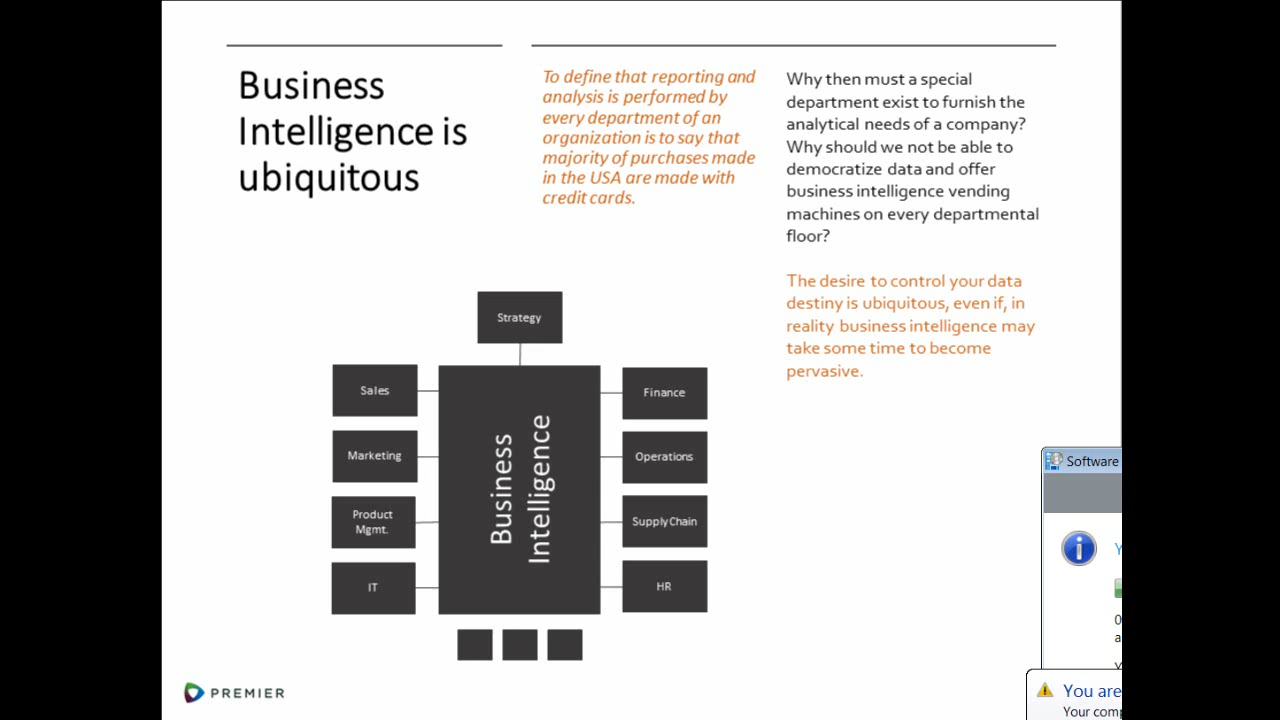 Business
Intelligence is
ubiquitous
To define that reporting and
analysis is performed by
every department of an
organization is to say that
majority of purchases made
in the USA are made with
credit cards.
Why then must a special
department exist to furnish the
analytical needs of a company?
Why should we not be able to
democratize data and offer
business intelligence vending
machines on every departmental
floor?
The desire to control your data
destiny is ubiquitous, even if, in
reality business intelligence may
take some time to become
pervasive.
Strategy
Sales
Marketing
Product
Mgmt.
IT
Business
Intelligence
Finance
Operations
Supply Chain
HR
PREMIER
Software
You are
Your